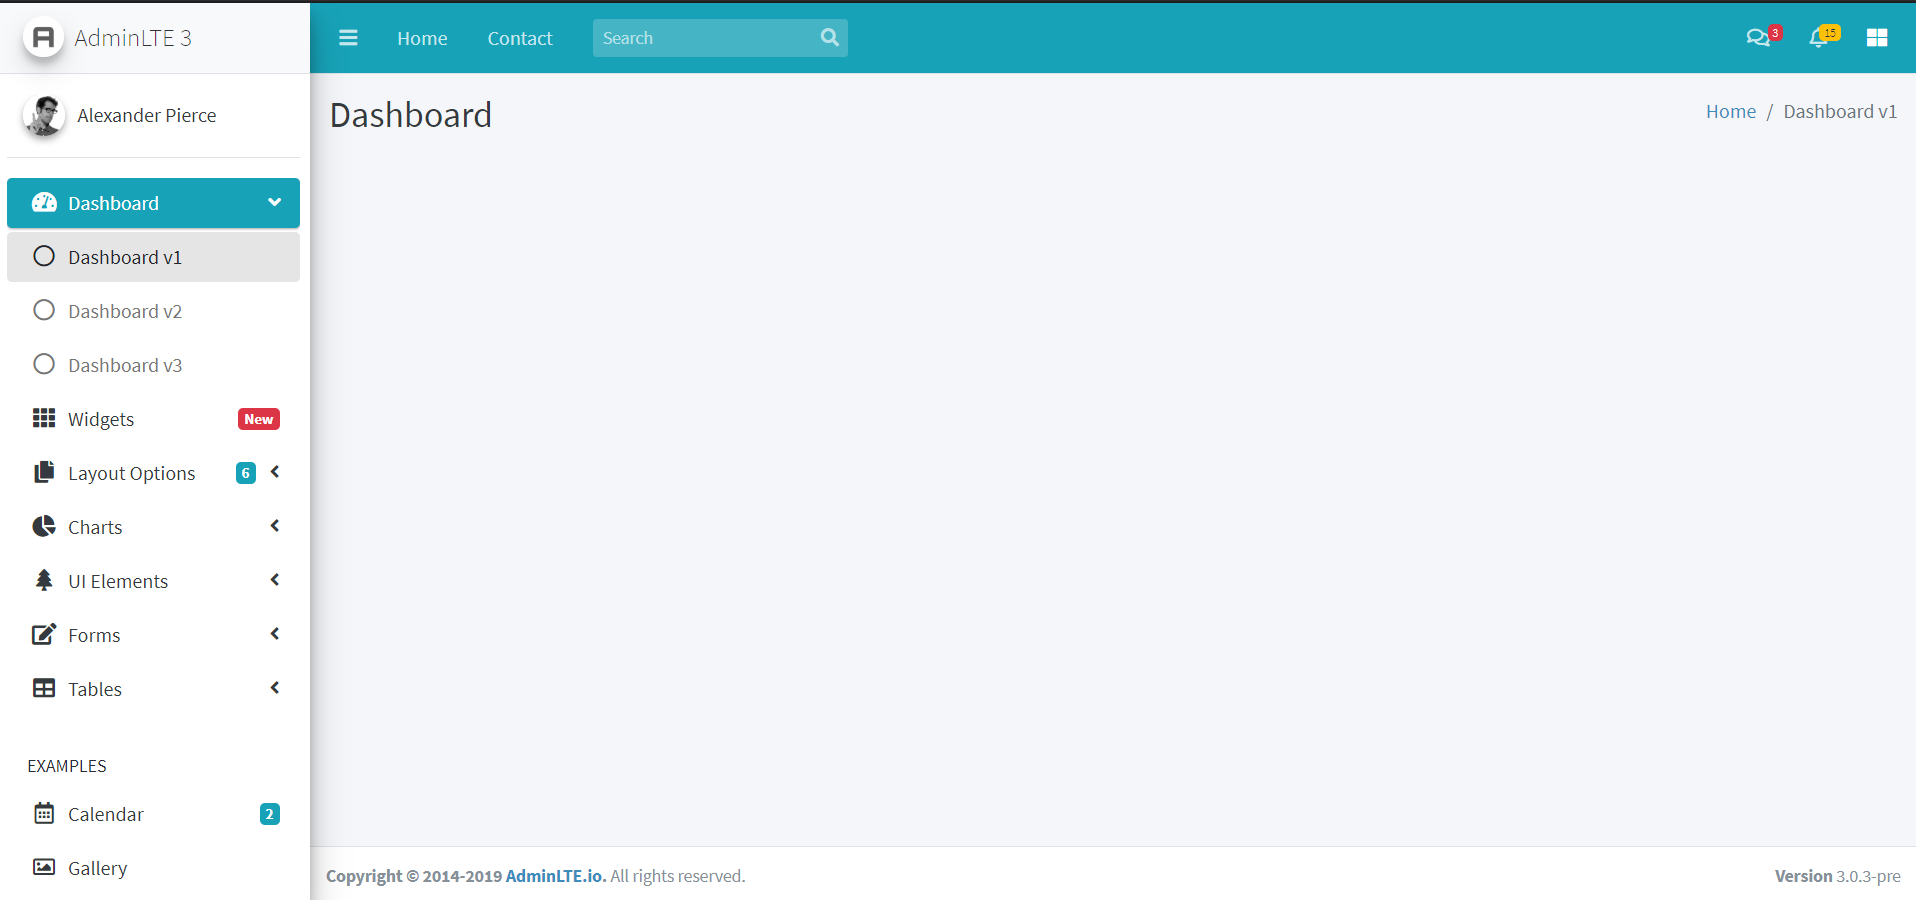 AdminLTE 3
Home Contact Search 3 15
Alexander Pierce
Dashboard
Home / Dashboard v1
Dashboard
Dashboard v1
Dashboard v2
Dashboard v3
Widgets New
Layout Options 6
Charts
UI Elements
Forms
Tables
EXAMPLES
Calendar 2
Gallery
Copyright © 2014-2019 AdminLTE.io. All rights reserved.
Version 3.0.3-pre